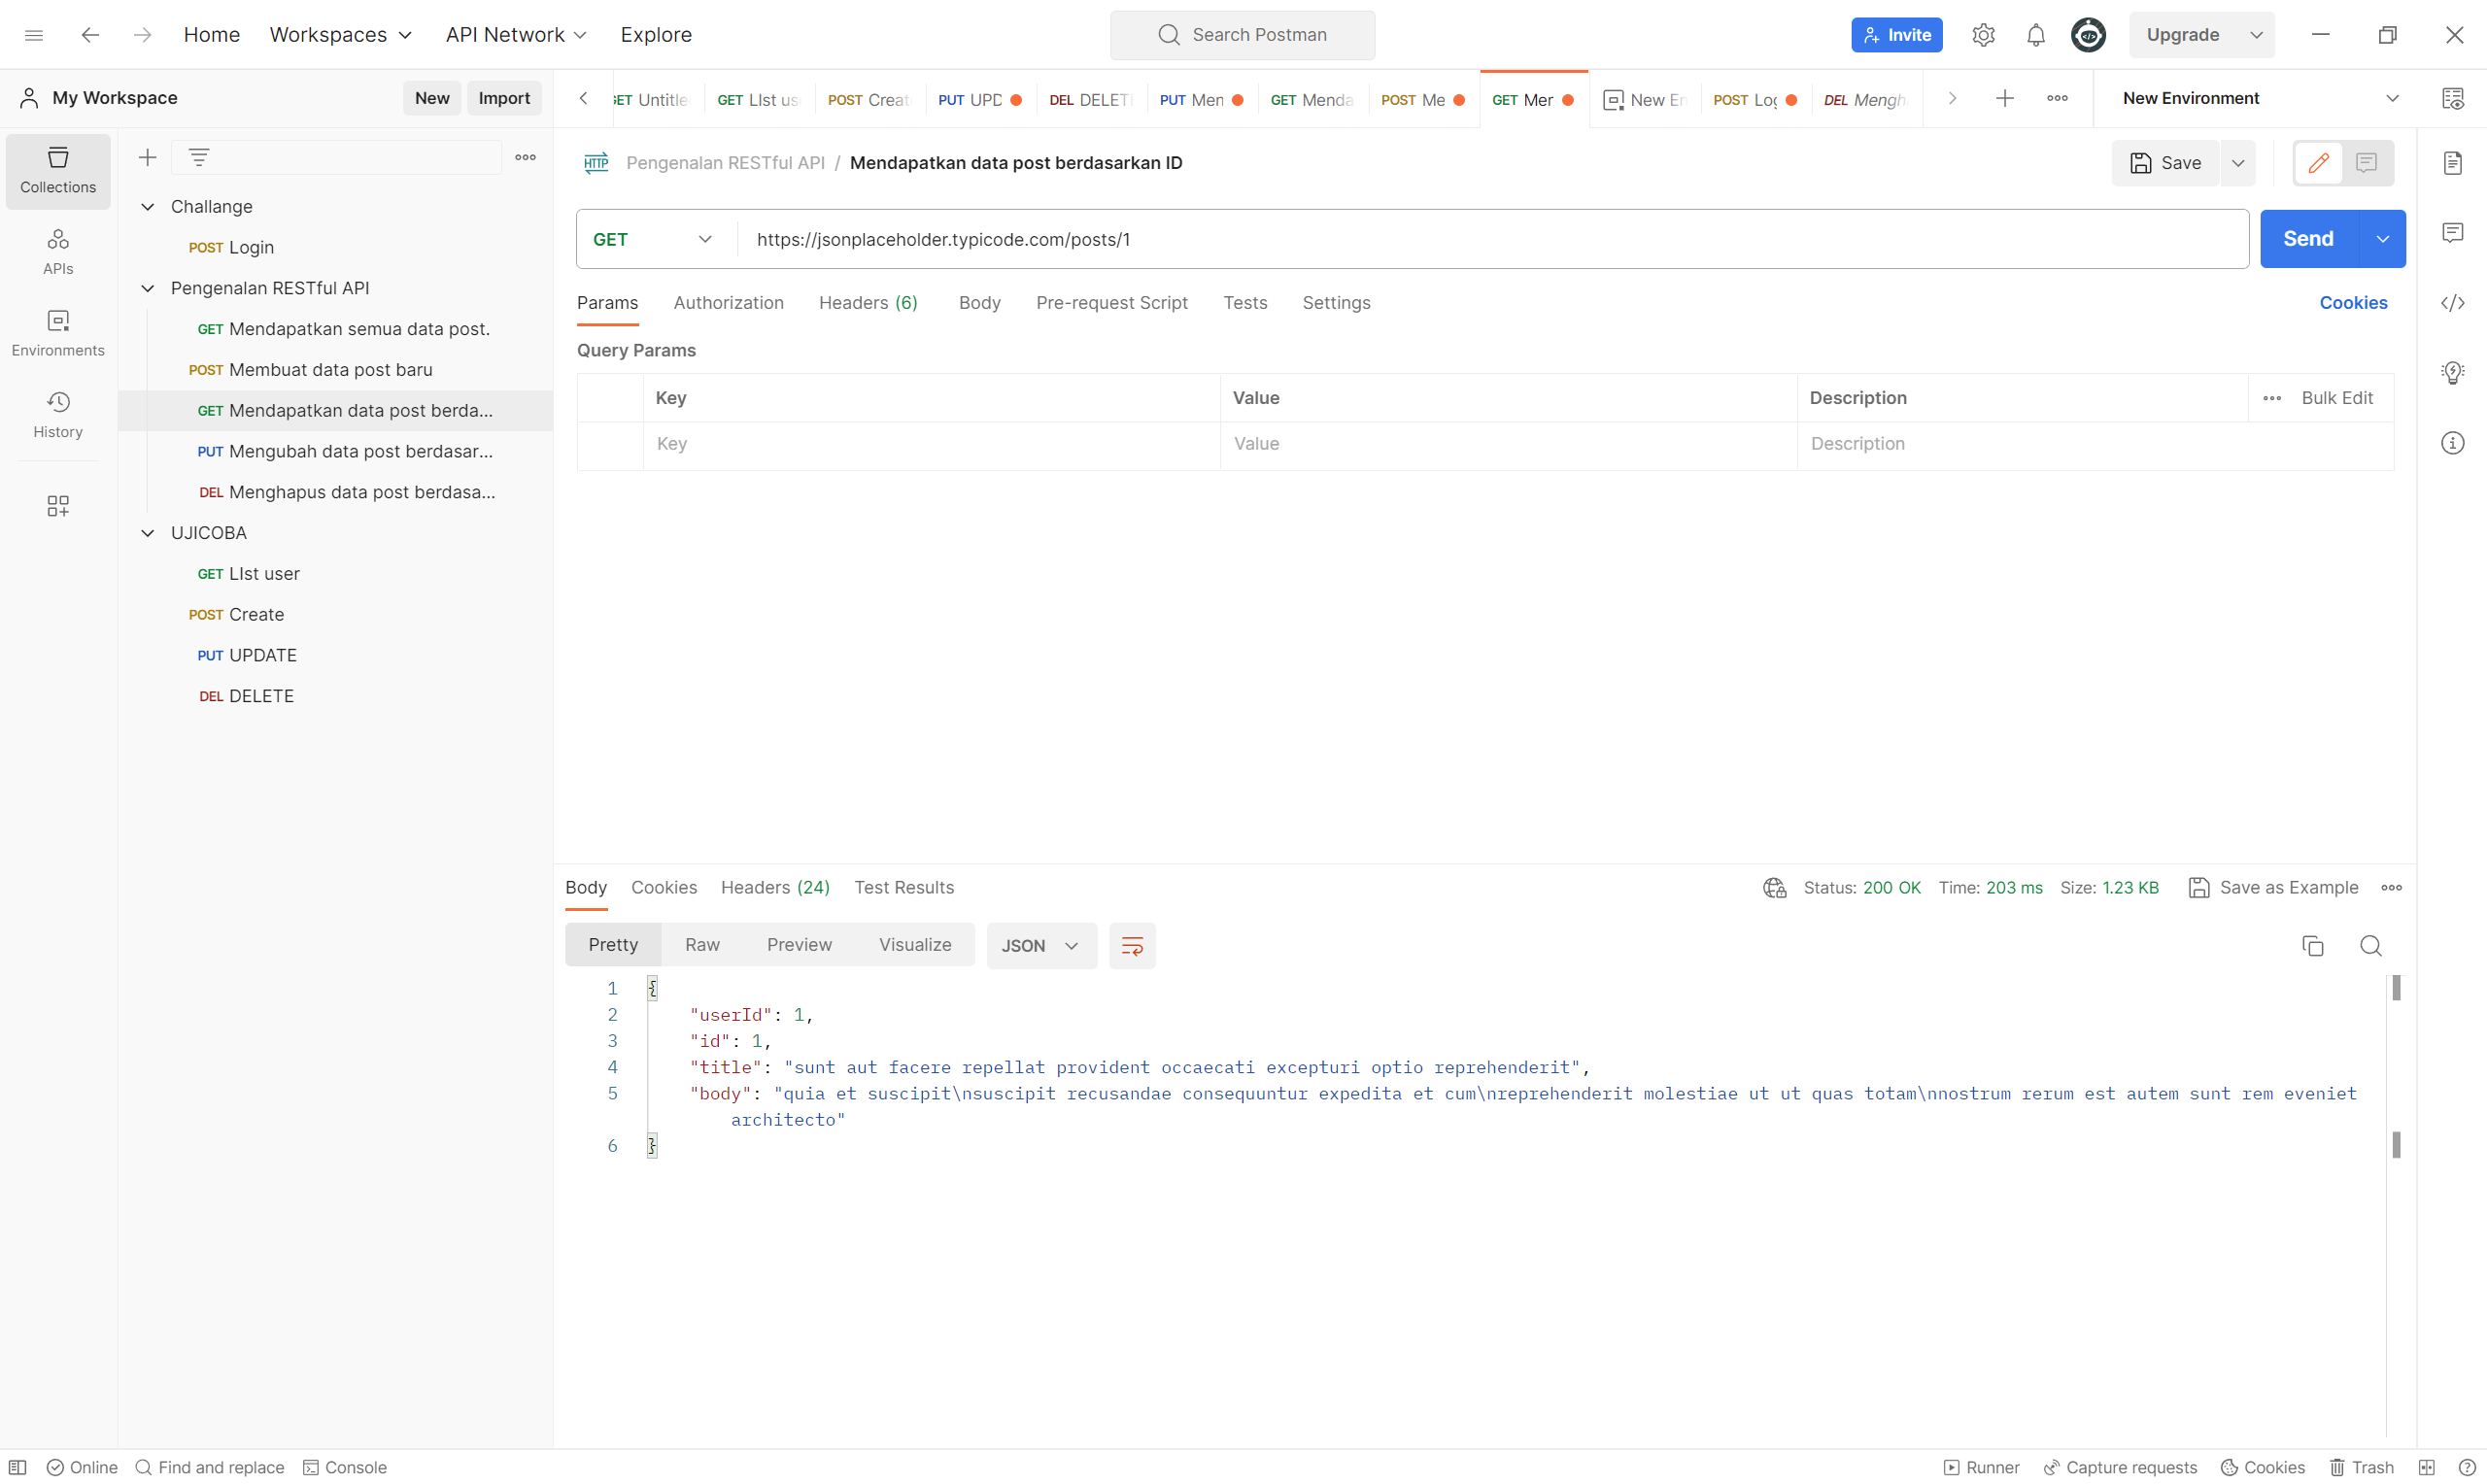 Home Workspaces API Network Explore Search Postman Invite Upgrade
My Workspace New Import
GET Untitle GET LIst us POST Creat PUT UPD DEL DELET PUT Men GET Menda POST Me GET Mer New En POST Log DEL Mengh New Environment
Collections
APIs
Environments
History
Challange
POST Login
Pengenalan RESTful API
GET Mendapatkan semua data post.
POST Membuat data post baru
GET Mendapatkan data post berda...
PUT Mengubah data post berdasar...
DEL Menghapus data post berdasa...
UJICOBA
GET LIst user
POST Create
PUT UPDATE
DEL DELETE
HTTP Pengenalan RESTful API / Mendapatkan data post berdasarkan ID Save
GET https://jsonplaceholder.typicode.com/posts/1 Send
Params Authorization Headers (6) Body Pre-request Script Tests Settings Cookies
Query Params
Key Value Description Bulk Edit
Key Value Description
Body Cookies Headers (24) Test Results Status: 200 OK Time: 203 ms Size: 1.23 KB Save as Example
Pretty Raw Preview Visualize JSON
1 {
2 "userId": 1,
3 "id": 1,
4 "title": "sunt aut facere repellat provident occaecati excepturi optio reprehenderit",
5 "body": "quia et suscipit\nsuscipit recusandae consequuntur expedita et cum\nreprehenderit molestiae ut ut quas totam\nnostrum rerum est autem sunt rem eveniet
architecto"
6 }
Online Find and replace Console Runner Capture requests Cookies Trash